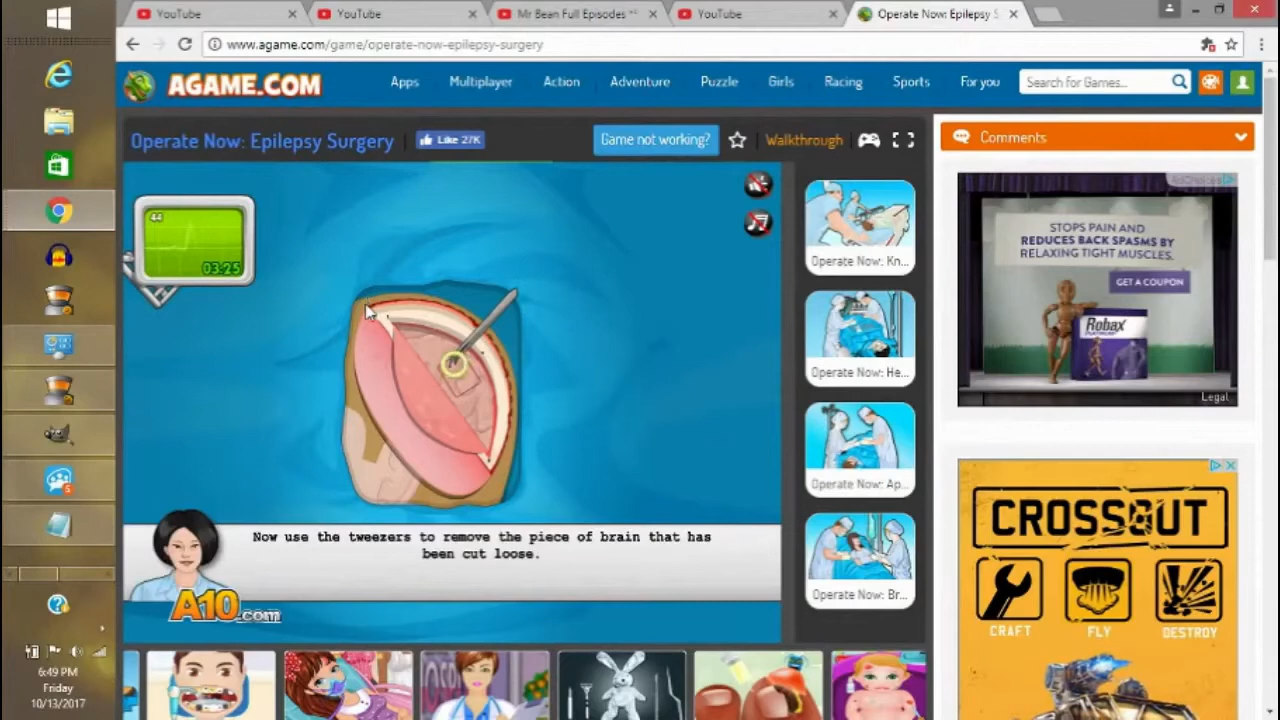 YouTube
YouTube
Mr Bean Full Episodes
YouTube
Operate Now: Epilepsy S
www.agame.com/game/operate-now-epilepsy-surgery
AGAME.COM
Apps Multiplayer Action Adventure Puzzle Girls Racing Sports For you
Search for Games...
Operate Now: Epilepsy Surgery
Like 27K
Game not working?
Walkthrough
Comments
44
03:25
Operate Now: Kn...
Operate Now: He...
Operate Now: Ap...
Operate Now: Br...
Now use the tweezers to remove the piece of brain that has
been cut loose.
A10.com
AdChoices
STOPS PAIN AND
REDUCES BACK SPASMS BY
RELAXING TIGHT MUSCLES.
GET A COUPON
Robax
Legal
CROSSOUT
CRAFT FLY DESTROY
6:49 PM
Friday
10/13/2017